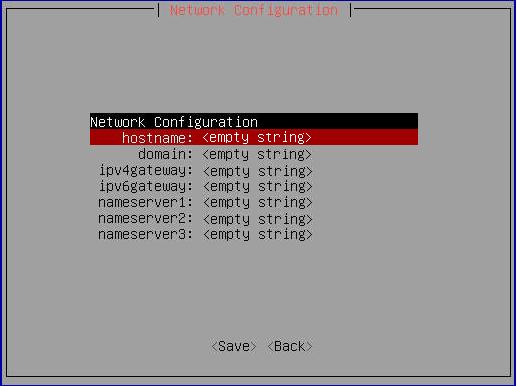 Network Configuration
Network Configuration
hostname: <empty string>
domain: <empty string>
ipv4gateway: <empty string>
ipv6gateway: <empty string>
nameserver1: <empty string>
nameserver2: <empty string>
nameserver3: <empty string>
<Save> <Back>